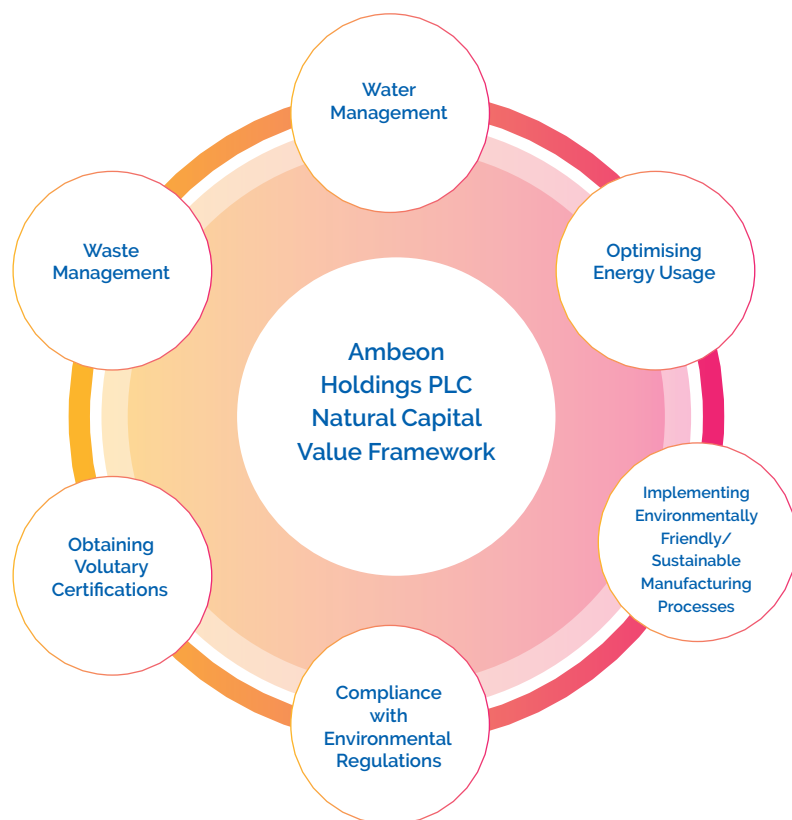 Water
Management
Optimising
Energy Usage
Implementing
Environmentally
Friendly/
Sustainable
Manufacturing
Processes
Compliance
with
Environmental
Regulations
Obtaining
Volutary
Certifications
Waste
Management
Ambeon
Holdings PLC
Natural Capital
Value Framework